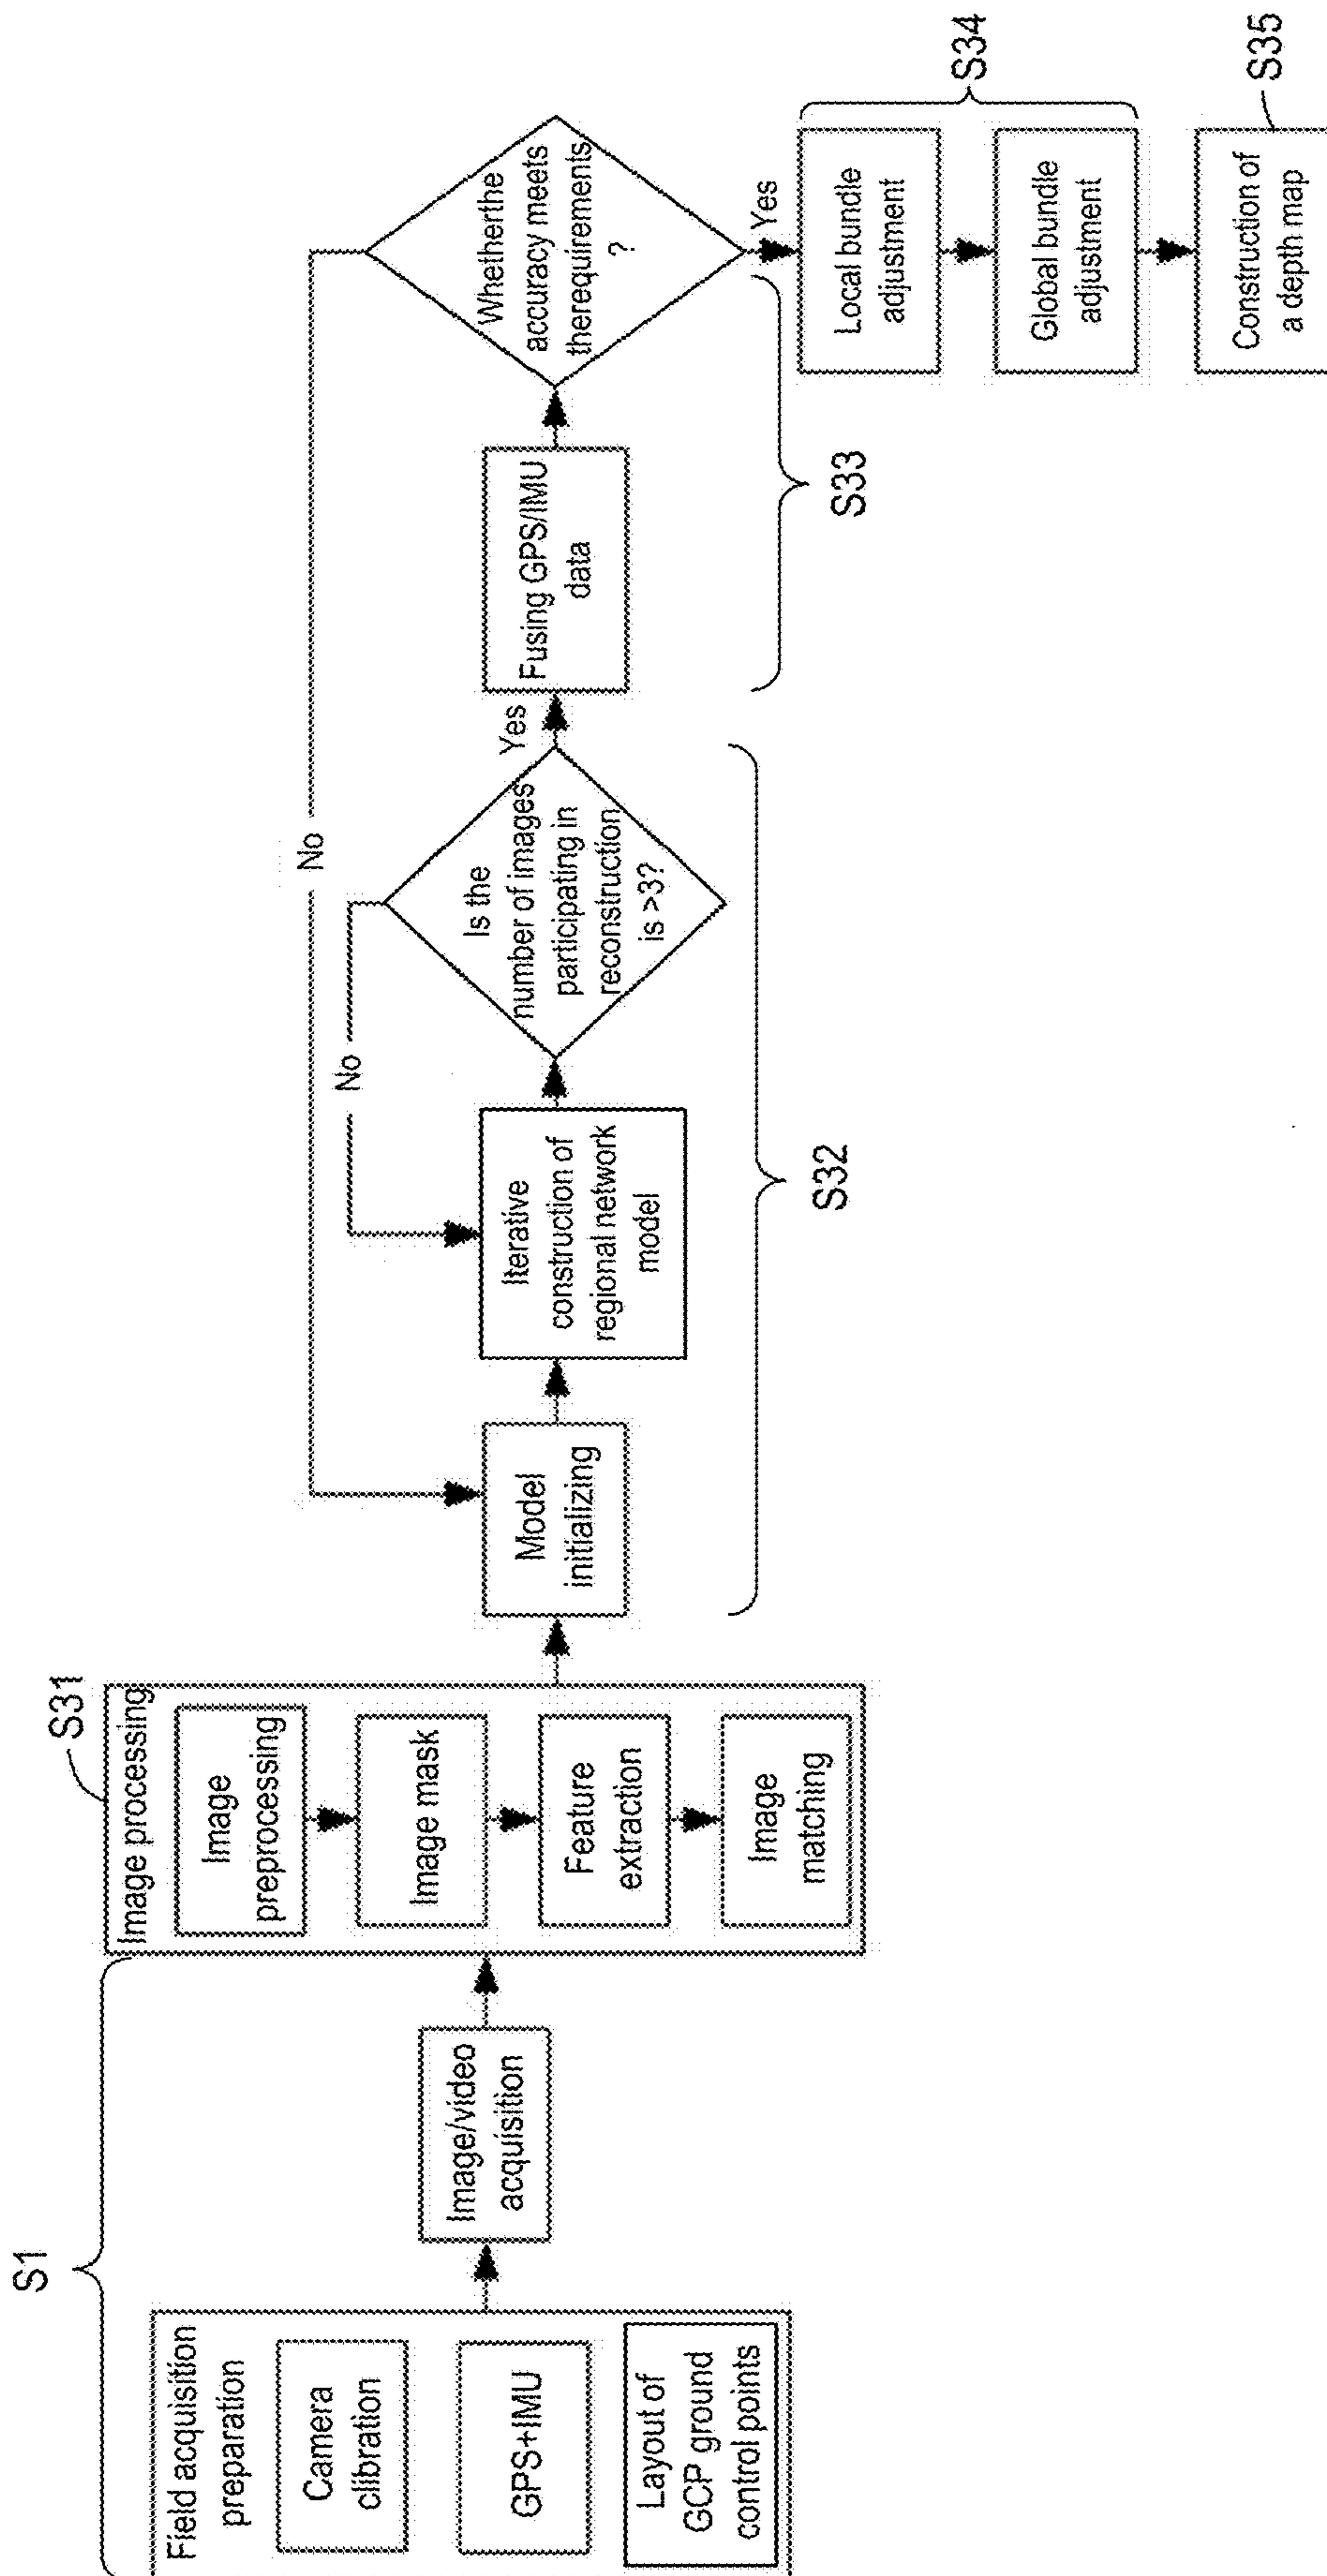 S1
Field acquisition
preparation
Camera
clibration
GPS+IMU
Layout of
GCP ground
control points
Image/video
acquisition
S31
Image processing
Image
preprocessing
Image mask
Feature
extraction
Image
matching
Model
initializing
Iterative
construction of
regional network
model
No
Is the
number of images
participating in
reconstruction
is >3?
Yes
S32
No
Fusing GPS/IMU
data
S33
Whetherthe
accuracy meets
therequirements
?
Yes
Local bundle
adjustment
Global bundle
adjustment
S34
Construction of
a depth map
S35